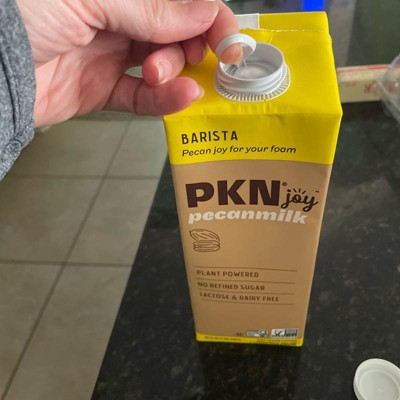 BARISTA
Pecan joy for your foam
PKN® joy
pecanmilk
PLANT POWERED
NO REFINED SUGAR
LACTOSE & DAIRY FREE